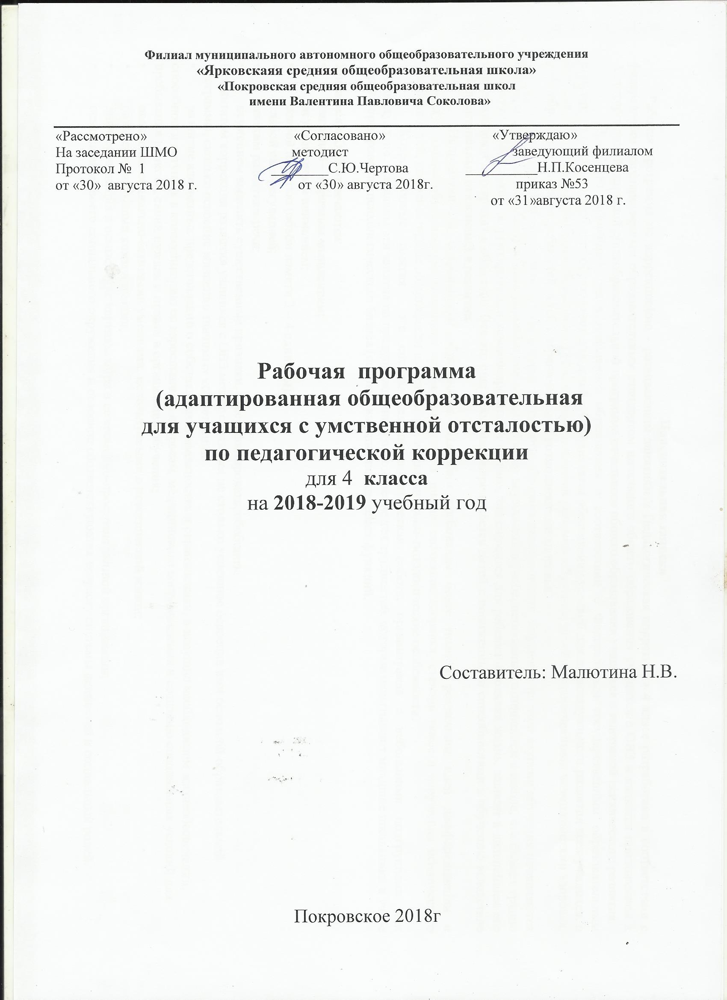 Филиал муниципального автономного общеобразовательного учреждения
«Ярковскаяя средняя общеобразовательная школа»
«Покровская средняя общеобразовательная школ
имени Валентина Павловича Соколова»
«Рассмотрено» «Согласовано» «Утверждаю»
На заседании ШМО методист заведующий филиалом
Протокол № 1 ________С.Ю.Чертова __________Н.П.Косенцева
от «30» августа 2018 г. от «30» августа 2018г. приказ №53
от «31»августа 2018 г.
Рабочая программа
(адаптированная общеобразовательная
для учащихся с умственной отсталостью)
по педагогической коррекции
для 4 класса
на 2018-2019 учебный год
Составитель: Малютина Н.В.
Покровское 2018г